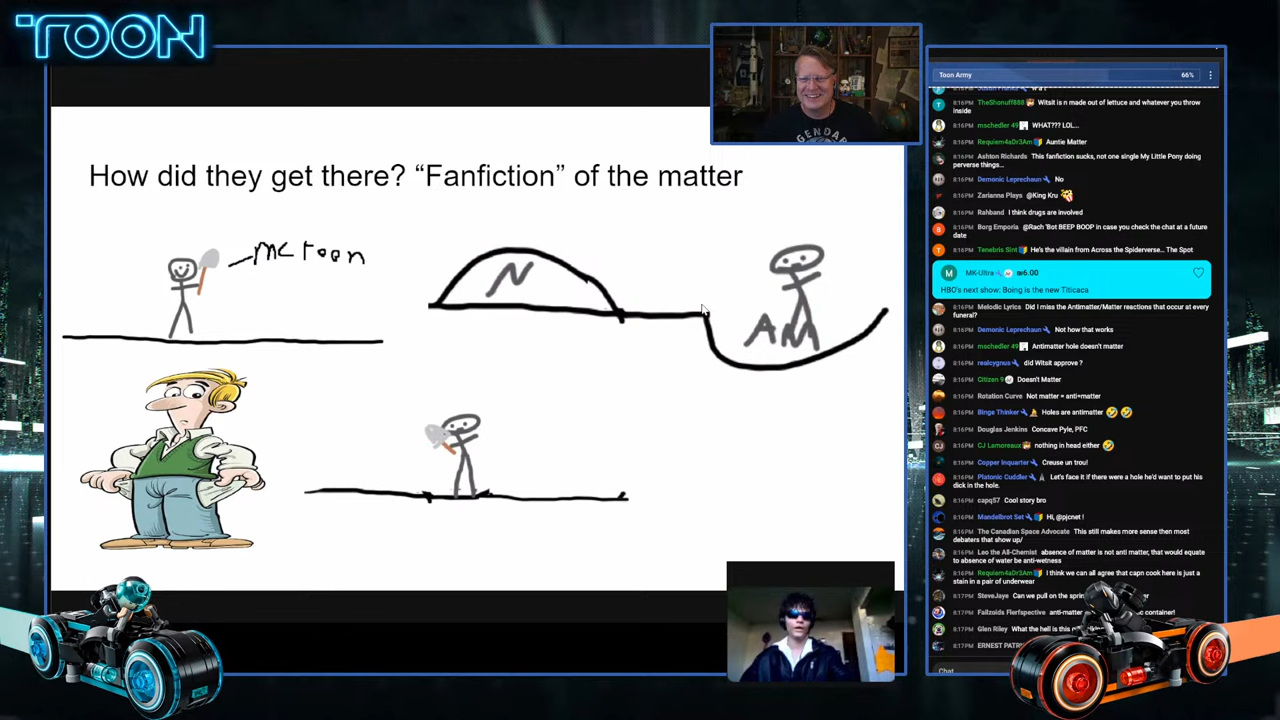 TOON
How did they get there? “Fanfiction” of the matter
mc Toon
N
AM
LEGENDAR
Toon Army
66%
8:16PM TheShonuff888 Witsit is n made out of lettuce and whatever you throw
inside
8:16PM mschedler 49 WHAT??? LOL...
8:16PM Requiem4aDr3Am Auntie Matter
8:16PM Ashton Richards This fanfiction sucks, not one single My Little Pony doing
perverse things...
8:16PM Demonic Leprechaun No
8:16PM Zarianna Plays @King Kru
8:16PM Rahband I think drugs are involved
8:16PM Borg Emporia @Rach 'Bot BEEP BOOP in case you check the chat at a future
date
8:16PM Tenebris Sint He's the villain from Across the Spiderverse... The Spot
M MK-Ultra ₪6.00
HBO's next show: Boing is the new Titicaca
8:16PM Melodic Lyrics Did I miss the Antimatter/Matter reactions that occur at every
funeral?
8:16PM Demonic Leprechaun Not how that works
8:16PM mschedler 49 Antimatter hole doesn't matter
8:16PM realcygnus did Witsit approve ?
8:16PM Citizen 9 Doesn't Matter
8:16PM Rotation Curve Not matter = anti=matter
8:16PM Binga Thinker Holes are antimatter
8:16PM Douglas Jenkins Concave Pyle, PFC
8:16PM CJ Lamoreaux nothing in head either
8:16PM Copper Inquarter Creuse un trou!
8:16PM Platonic Cuddler Let's face it if there were a hole he'd want to put his
dick in the hole.
8:16PM capq57 Cool story bro
8:16PM Mandelbrot Set Hi, @pjcnet !
8:16PM The Canadian Space Advocate This still makes more sense then most
debaters that show up/
8:16PM Leo the All-Chemist absence of matter is not anti matter, that would equate
to absence of water be anti-wetness
8:16PM Requiem4aDr3Am I think we can all agree that capn cook here is just a
stain in a pair of underwear
8:17PM SteveJaye Can we pull on the
8:17PM Failzoids Flerfspective anti-mat container!
8:17PM Glen Riley What the hell is this
8:17PM ERNEST
Chat